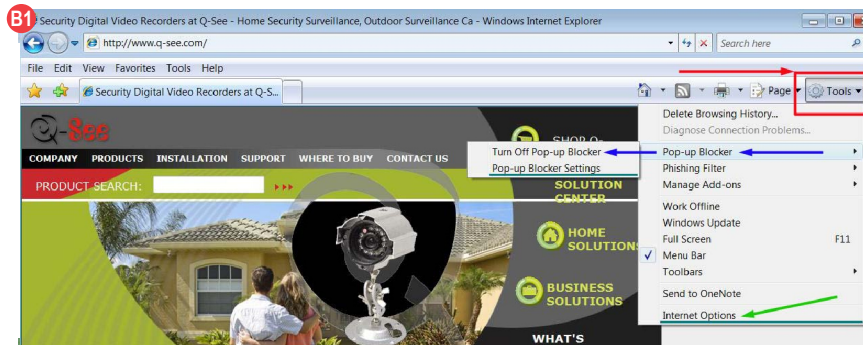 B1
Security Digital Video Recorders at Q-See - Home Security Surveillance, Outdoor Surveillance Ca - Windows Internet Explorer
http://www.q-see.com/
Search here
File Edit View Favorites Tools Help
Security Digital Video Recorders at Q-S...
Page Tools
Q-See
SHOP Q-
COMPANY PRODUCTS INSTALLATION SUPPORT WHERE TO BUY CONTACT US
PRODUCT SEARCH:
SOLUTION
CENTER
HOME
SOLUTION
BUSINESS
SOLUTIONS
WHAT'S
Turn Off Pop-up Blocker
Pop-up Blocker Settings
Delete Browsing History...
Diagnose Connection Problems...
Pop-up Blocker
Phishing Filter
Manage Add-ons
Work Offline
Windows Update
Full Screen F11
Menu Bar
Toolbars
Send to OneNote
Internet Options